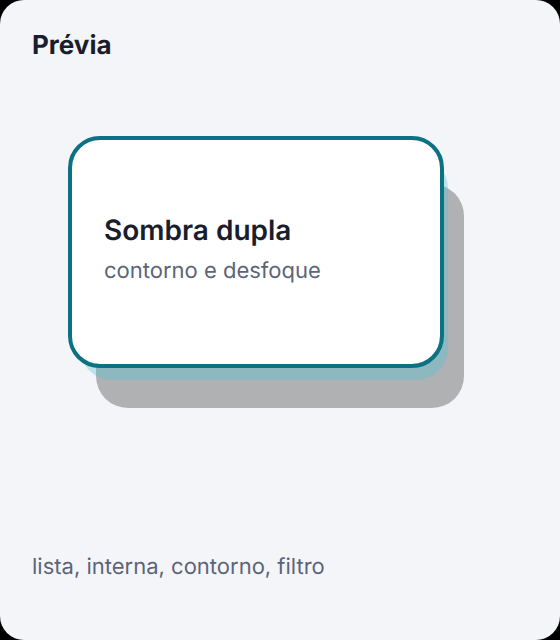 Prévia
Sombra dupla
contorno e desfoque
lista, interna, contorno, filtro